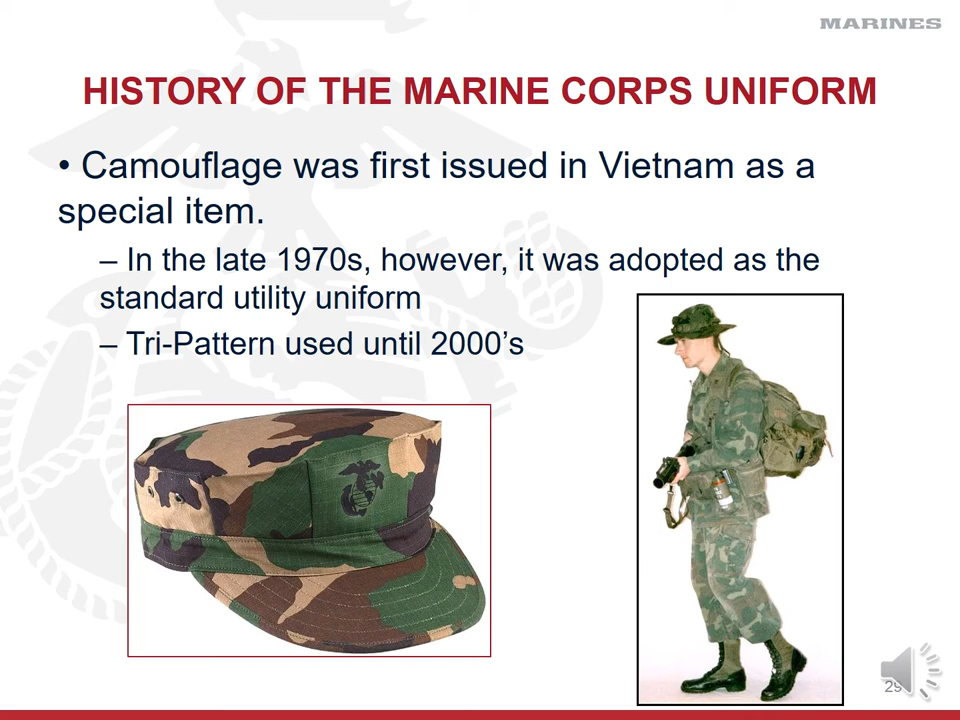 MARINES
HISTORY OF THE MARINE CORPS UNIFORM
• Camouflage was first issued in Vietnam as a
special item.
– In the late 1970s, however, it was adopted as the
standard utility uniform
– Tri-Pattern used until 2000’s
29